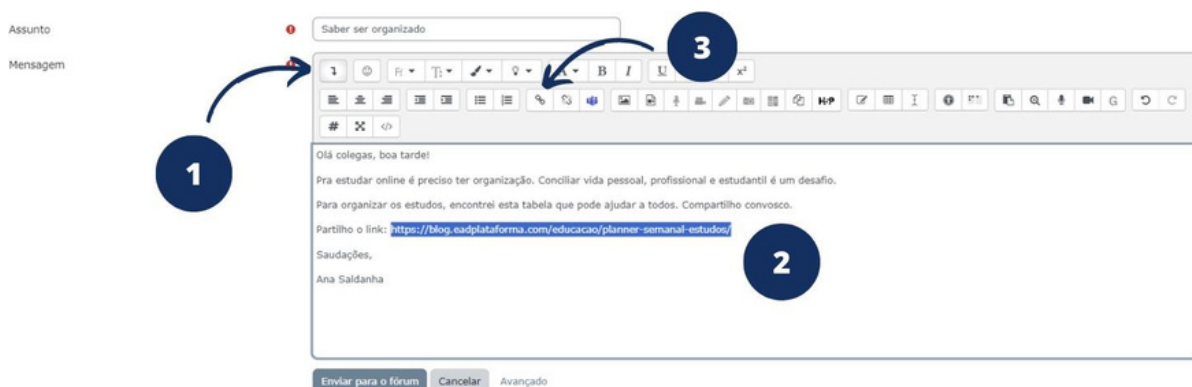 Assunto
Saber ser organizado
3
Mensagem
B I U x²
H-P
G
1
Olá colegas, boa tarde!
Pra estudar online é preciso ter organização. Conciliar vida pessoal, profissional e estudantil é um desafio.
Para organizar os estudos, encontrei esta tabela que pode ajudar a todos. Compartilho convosco.
Partilho o link: https://blog.eadplataforma.com/educacao/planner-semanal-estudos/
2
Saudações,
Ana Saldanha
Enviar para o fórum Cancelar Avançado